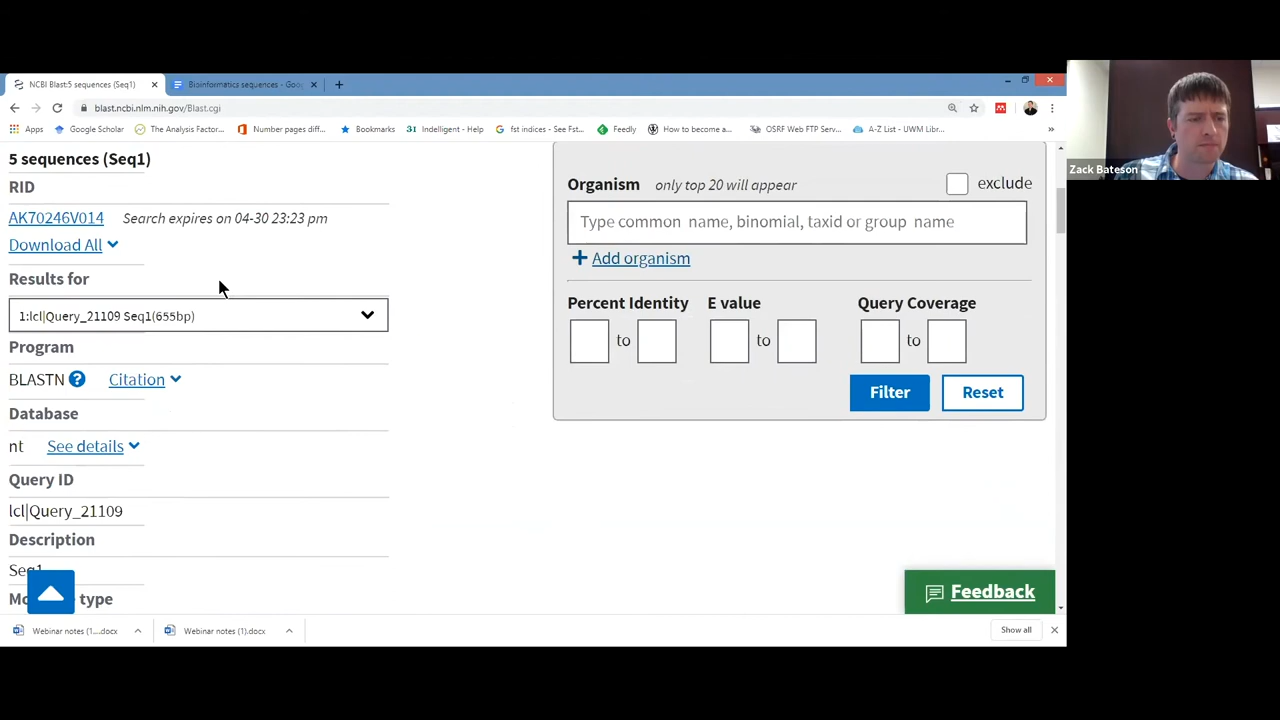 NCBI Blast:5 sequences (Seq1)
Bioinformatics sequences - Goo
blast.ncbi.nlm.nih.gov/Blast.cgi
Apps
Google Scholar
The Analysis Factor...
Number pages diff...
Bookmarks
Indelligent - Help
fst indices - See Fst...
Feedly
How to become a...
OSRF Web FTP Serv...
A-Z List - UWM Libr...
Zack Bateson
5 sequences (Seq1)
RID
AK70246V014 Search expires on 04-30 23:23 pm
Download All
Results for
1:lcl|Query_21109 Seq1(655bp)
Program
BLASTN Citation
Database
nt See details
Query ID
lcl|Query_21109
Description
Seq1
type
Organism only top 20 will appear exclude
Type common name, binomial, taxid or group name
+ Add organism
Percent Identity E value Query Coverage
to to to
Filter Reset
Feedback
Webinar notes (1....docx
Webinar notes (1).docx
Show all